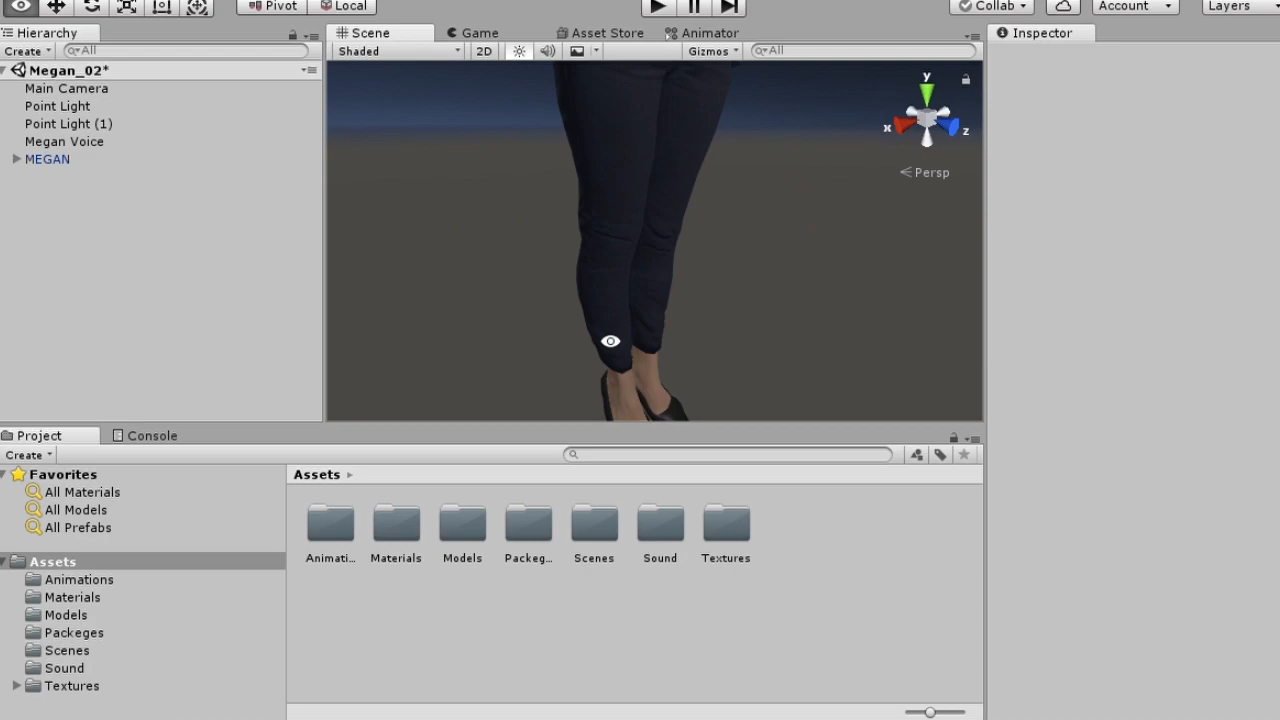 Pivot Local Collab Account Layers
Hierarchy Scene Game Asset Store Animator Inspector
Create All Shaded 2D Gizmos All
Megan_02*
Main Camera
Point Light
Point Light (1)
Megan Voice
MEGAN
y
x z
Persp
Project Console
Create
Favorites
All Materials
All Models
All Prefabs
Assets
Animations
Materials
Models
Packeges
Scenes
Sound
Textures
Assets
Animati... Materials Models Packeg... Scenes Sound Textures